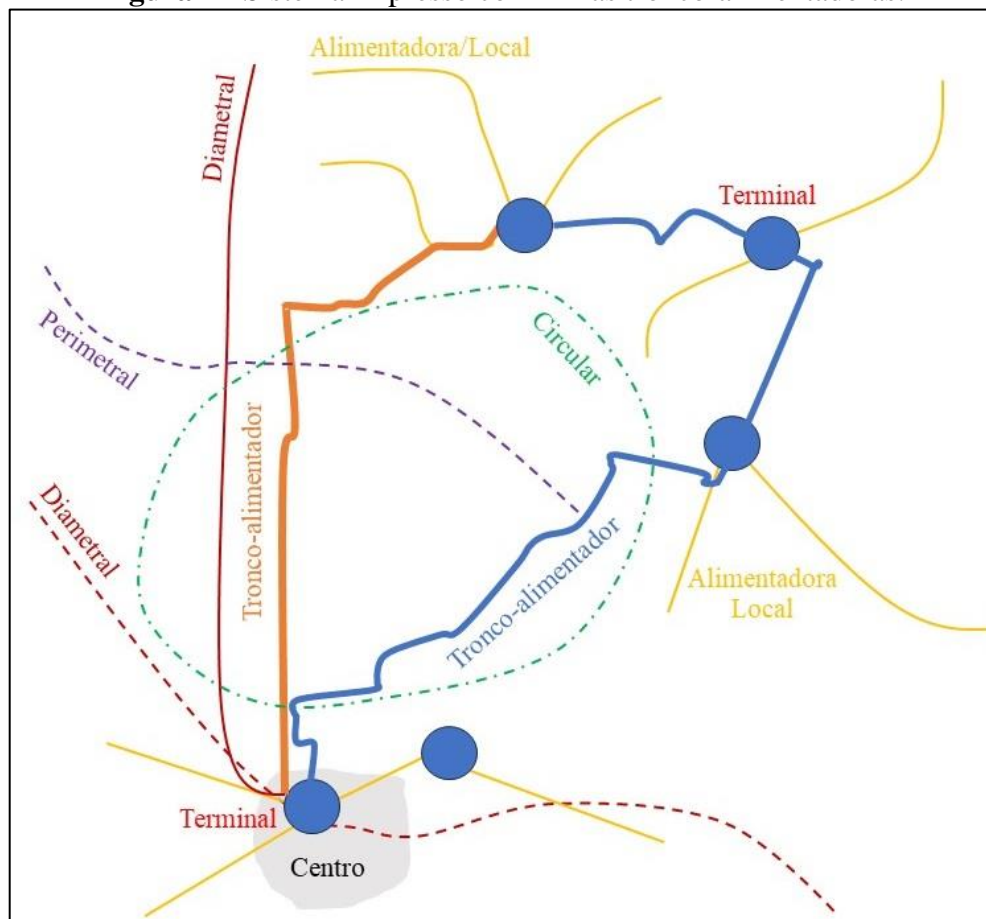 Alimentadora/Local
Diametral
Terminal
Perimetral
Circular
Tronco-alimentador
Diametral
Tronco-alimentador
Alimentadora
Local
Terminal
Centro